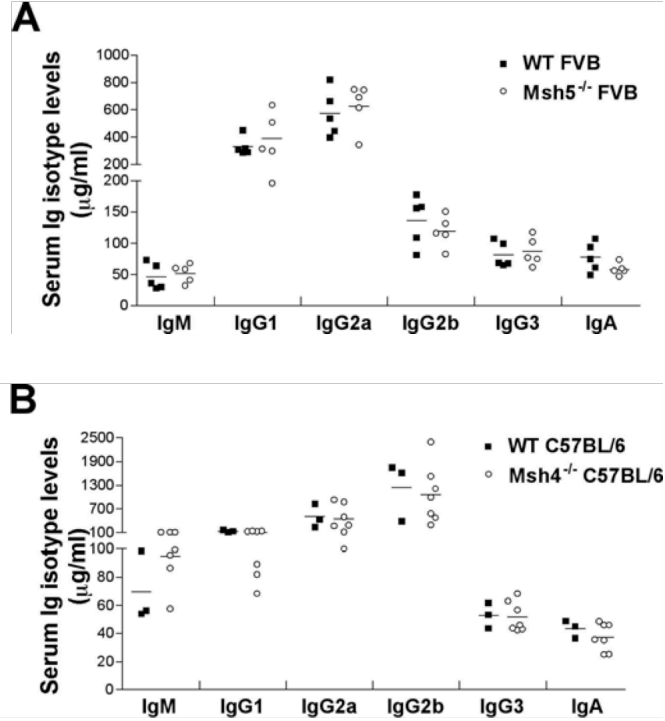 A
WT FVB
Msh5-/- FVB
Serum Ig isotype levels
(μg/ml)
1000
800
600
400
200
200
150
100
50
0
IgM IgG1 IgG2a IgG2b IgG3 IgA
B
WT C57BL/6
Msh4-/- C57BL/6
Serum Ig isotype levels
(μg/ml)
2500
1900
1300
700
100
100
80
60
40
20
0
IgM IgG1 IgG2a IgG2b IgG3 IgA